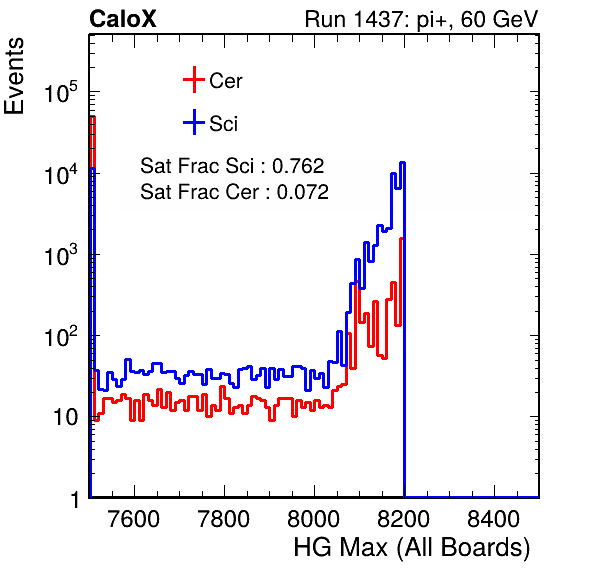 CaloX Run 1437: pi+, 60 GeV
Events
Cer
Sci
Sat Frac Sci : 0.762
Sat Frac Cer : 0.072
10^5
10^4
10^3
10^2
10
1
7600 7800 8000 8200 8400
HG Max (All Boards)